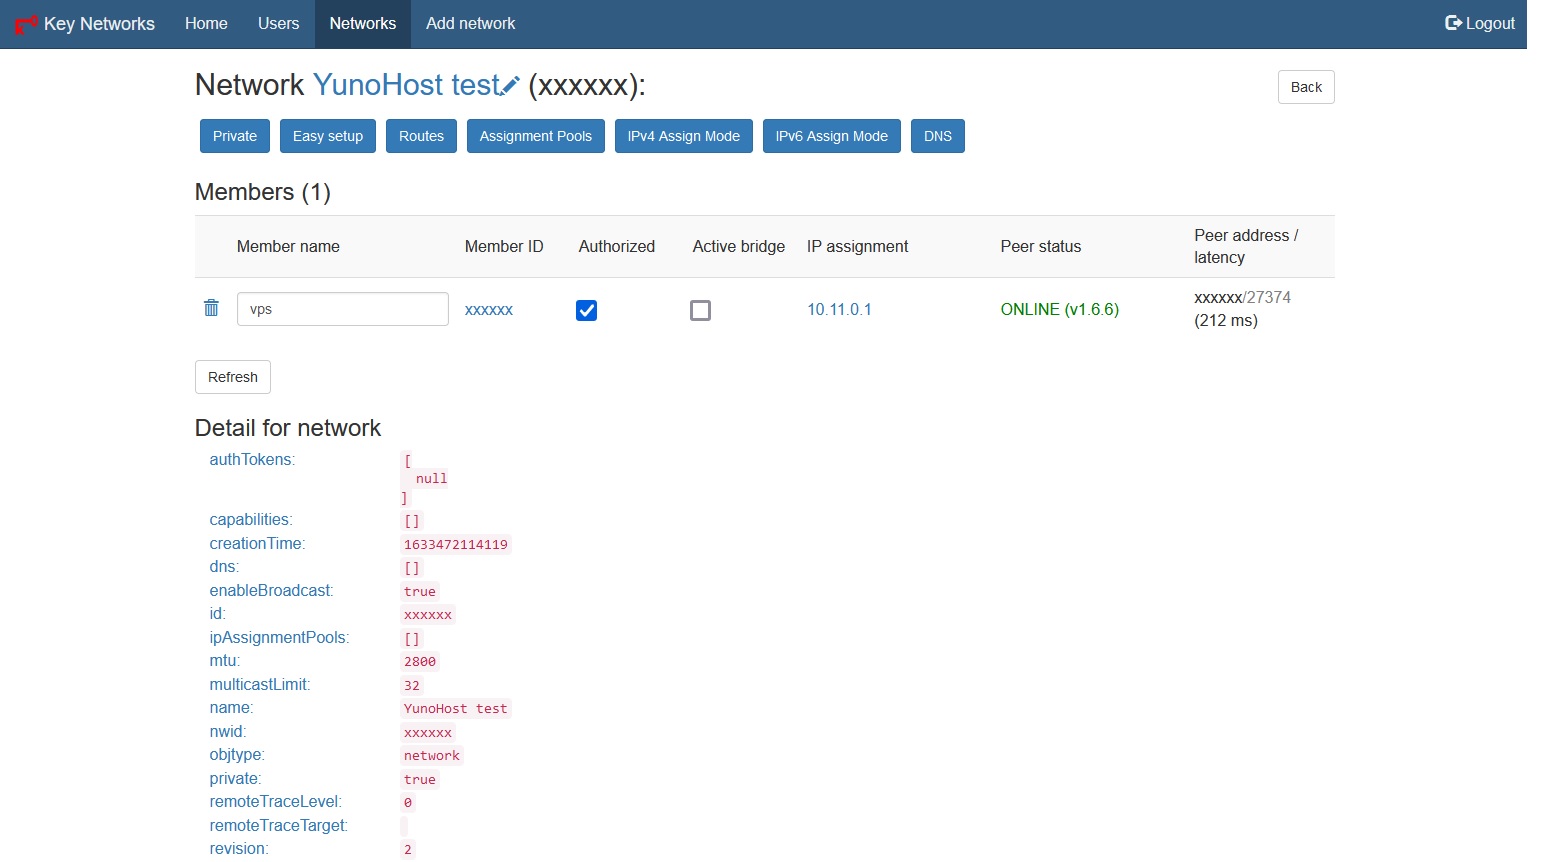 Key Networks Home Users Networks Add network Logout
Network YunoHost test (xxxxxx): Back
Private Easy setup Routes Assignment Pools IPv4 Assign Mode IPv6 Assign Mode DNS
Members (1)
Member name Member ID Authorized Active bridge IP assignment Peer status Peer address / latency
vps xxxxxx 10.11.0.1 ONLINE (v1.6.6) xxxxxx/27374 (212 ms)
Refresh
Detail for network
authTokens: [
null
]
capabilities: []
creationTime: 1633472114119
dns: []
enableBroadcast: true
id: xxxxxx
ipAssignmentPools: []
mtu: 2800
multicastLimit: 32
name: YunoHost test
nwid: xxxxxx
objtype: network
private: true
remoteTraceLevel: 0
remoteTraceTarget:
revision: 2